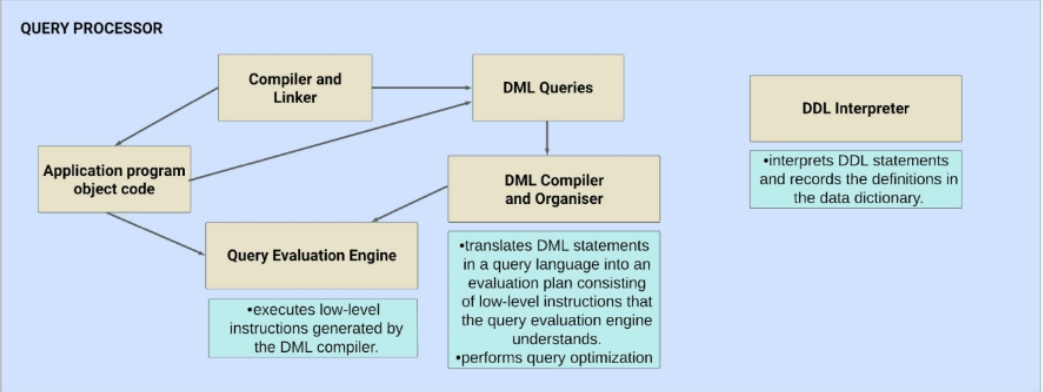 QUERY PROCESSOR
Compiler and
Linker
DML Queries
DDL Interpreter
Application program
object code
•interprets DDL statements
and records the definitions in
the data dictionary.
DML Compiler
and Organiser
Query Evaluation Engine
•translates DML statements
in a query language into an
evaluation plan consisting
of low-level instructions that
the query evaluation engine
understands.
•performs query optimization
•executes low-level
instructions generated by
the DML compiler.